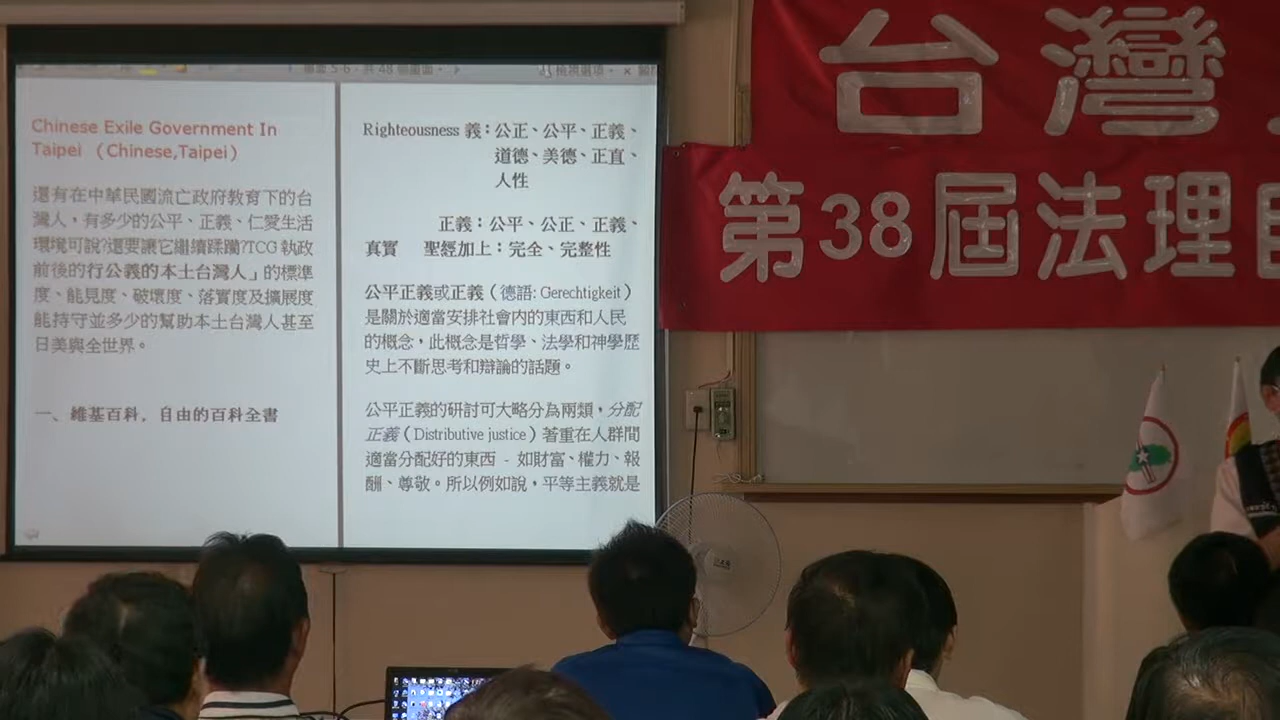 Chinese Exile Government In
Taipei （Chinese,Taipei）
還有在中華民國流亡政府教育下的台
灣人，有多少的公平、正義、仁愛生活
環境可說?還要讓它繼續蹂躪?TCG 執政
前後的行公義的本土台灣人」的標準
度、能見度、破壞度、落實度及擴展度
能持守並多少的幫助本土台灣人甚至
日美與全世界。
一、維基百科，自由的百科全書
Righteousness 義：公正、公平、正義、
道德、美德、正直、
人性
正義：公平、公正、正義、
真實 聖經加上：完全、完整性
公平正義或正義（德語: Gerechtigkeit）
是關於適當安排社會內的東西和人民
的概念，此概念是哲學、法學和神學歷
史上不斷思考和辯論的話題。
公平正義的研討可大略分為兩類，分配
正義（Distributive justice）著重在人群間
適當分配好的東西 - 如財富、權力、報
酬、尊敬。所以例如說，平等主義就是
台灣
第38屆法理